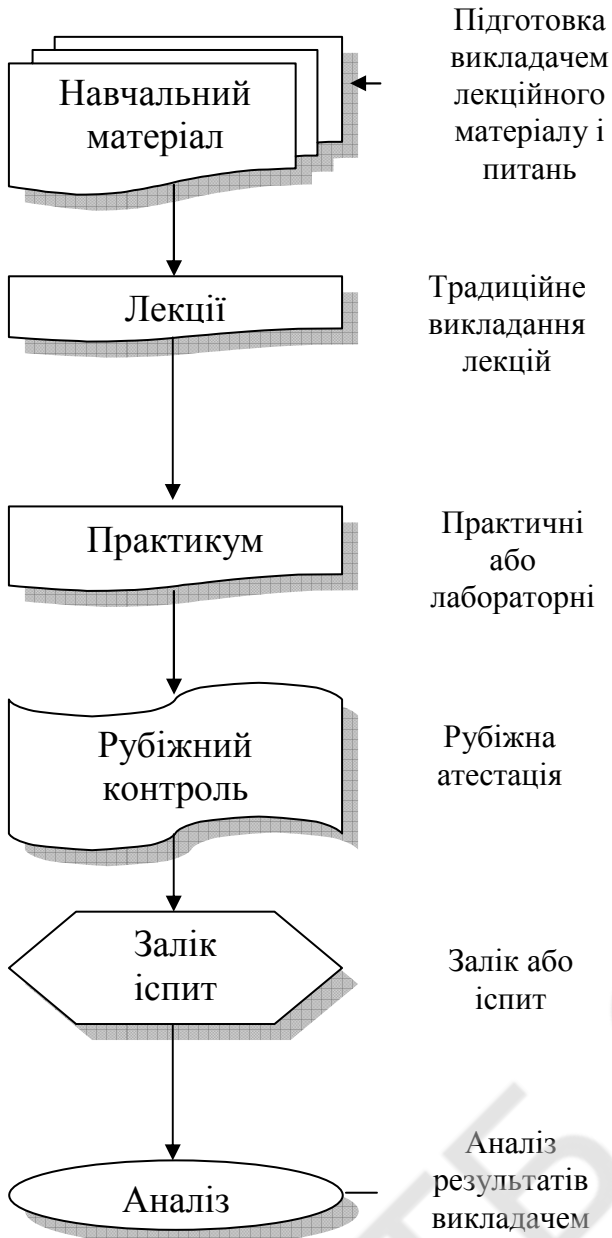 Навчальний
матеріал
Підготовка
викладачем
лекційного
матеріалу і
питань
Лекції
Традиційне
викладання
лекцій
Практикум
Практичні
або
лабораторні
Рубіжний
контроль
Рубіжна
атестація
Залік
іспит
Залік або
іспит
Аналіз
Аналіз
результатів
викладачем